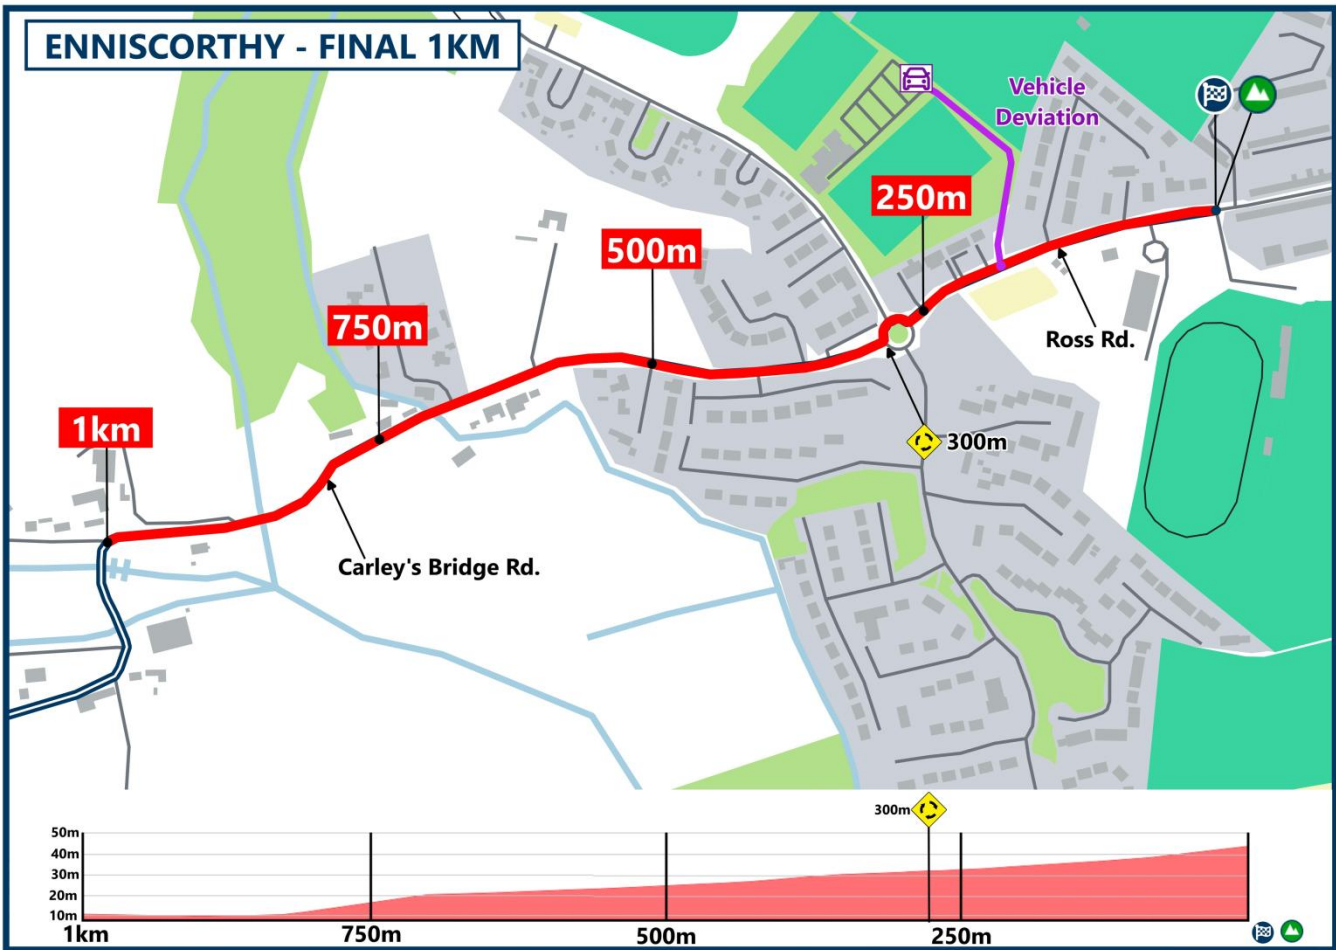 ENNISCORTHY - FINAL 1KM
Vehicle
Deviation
250m
500m
750m
Ross Rd.
1km
300m
Carley's Bridge Rd.
300m
50m
40m
30m
20m
10m
1km
750m
500m
250m